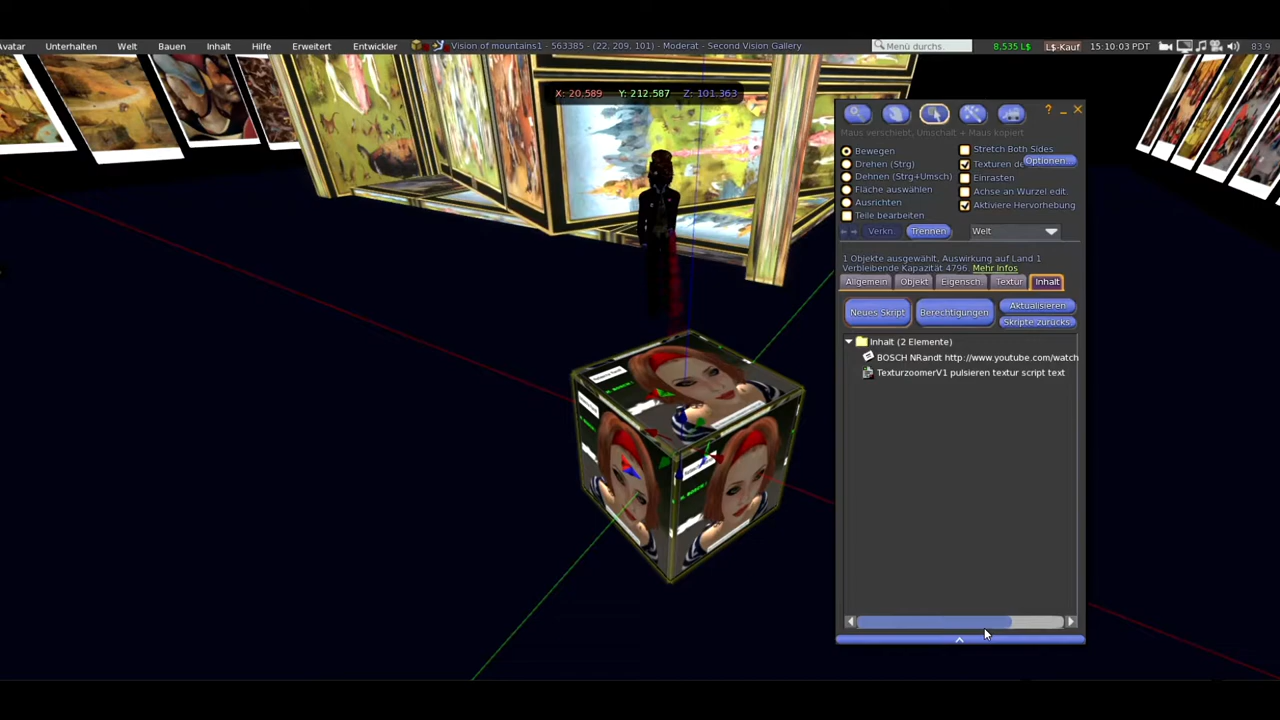 Avatar Unterhalten Welt Bauen Inhalt Hilfe Erweitert Entwickler Vision of mountains1 - 563385 - (22, 209, 101) - Moderat - Second Vision Gallery Menü durchs. 8,535 L$ L$-Kauf 15:10:03 PDT 83.9
X: 20.589 Y: 212.587 Z: 101.363
Maus verschiebt, Umschalt + Maus kopiert
Bewegen
Drehen (Strg)
Dehnen (Strg+Umsch)
Fläche auswählen
Ausrichten
Teile bearbeiten
Stretch Both Sides
Texturen de
Optionen...
Einrasten
Achse an Wurzel edit.
Aktiviere Hervorhebung
Verkn. Trennen Welt
1 Objekte ausgewählt, Auswirkung auf Land 1
Verbleibende Kapazität 4796. Mehr Infos
Allgemein Objekt Eigensch. Textur Inhalt
Neues Skript Berechtigungen Aktualisieren
Skripte zurücks.
Inhalt (2 Elemente)
BOSCH NRandt http://www.youtube.com/watch
TexturzoomerV1 pulsieren textur script text
BOSCH